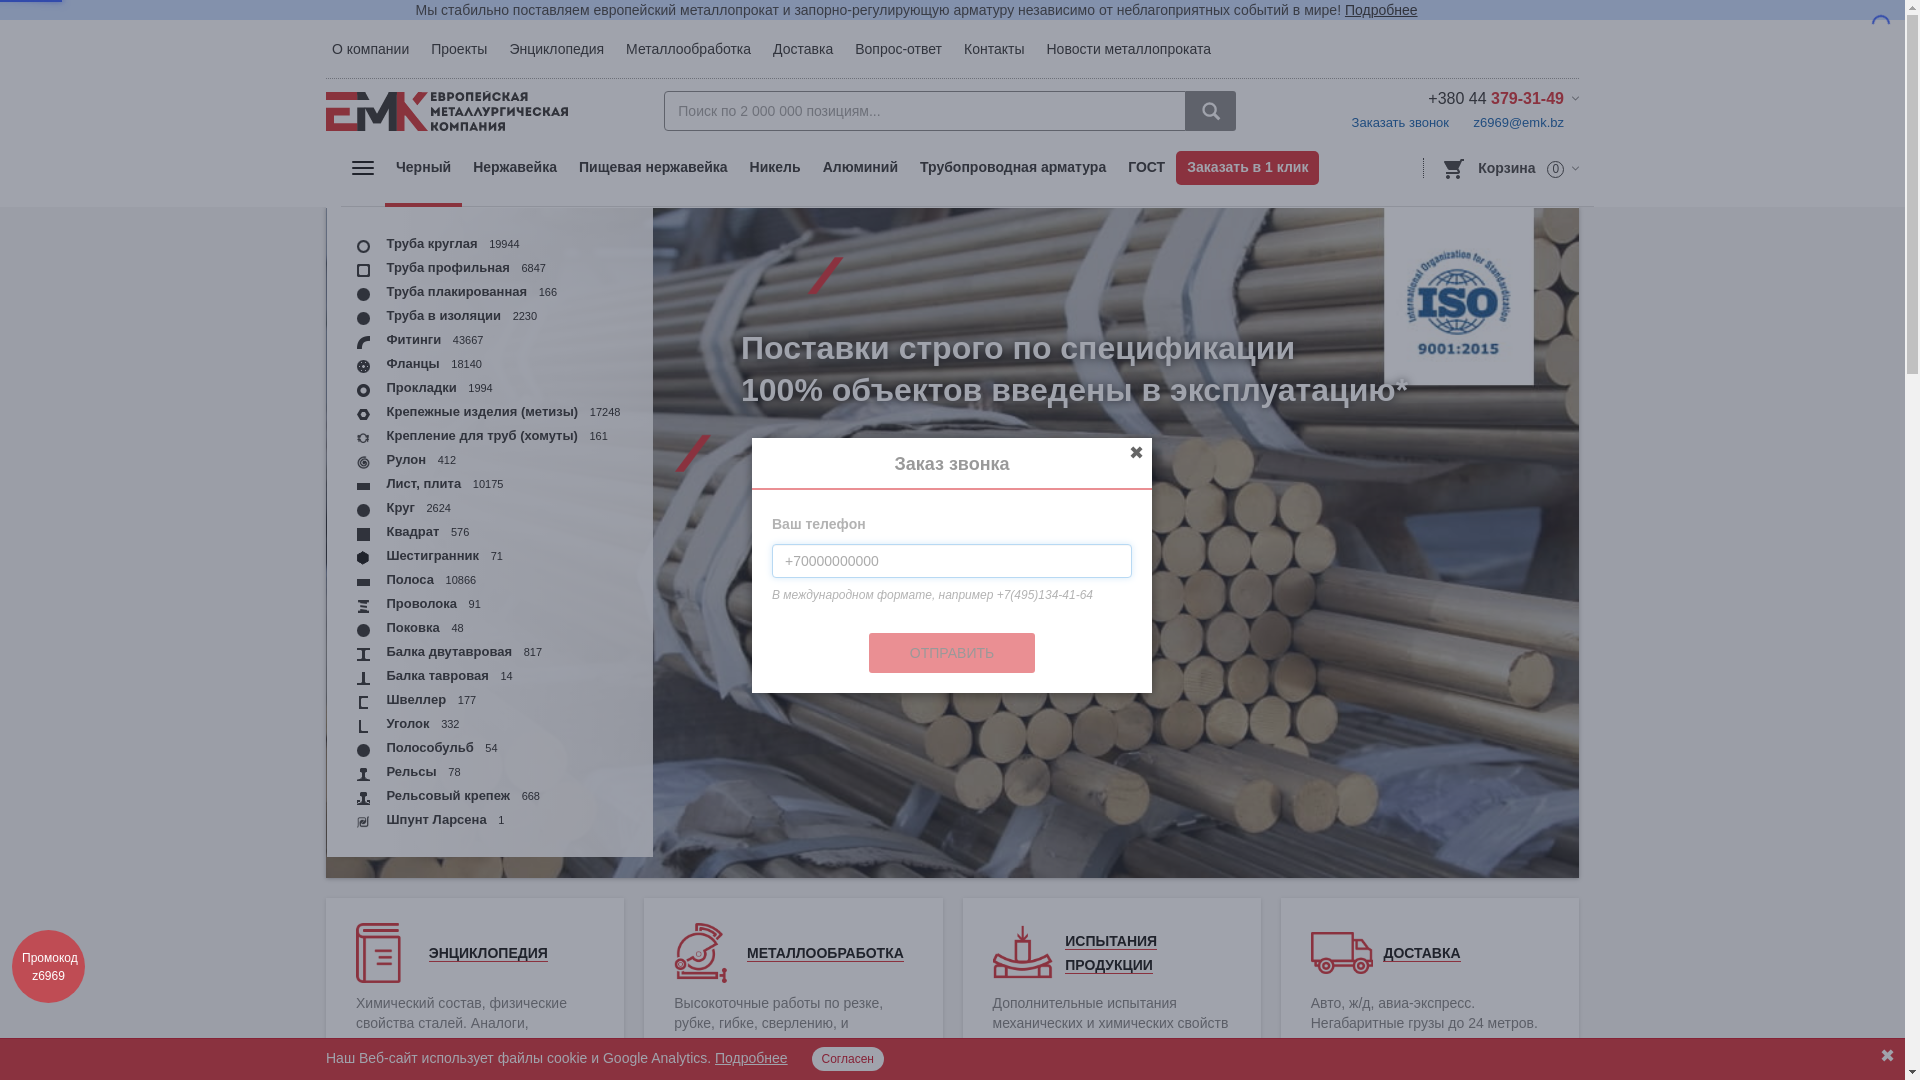 Мы стабильно поставляем европейский металлопрокат и запорно-регулирующую арматуру независимо от неблагоприятных событий в мире! Подробнее
О компании Проекты Энциклопедия Металлообработка Доставка Вопрос-ответ Контакты Новости металлопроката
ЕМК ЕВРОПЕЙСКАЯ
МЕТАЛЛУРГИЧЕСКАЯ
КОМПАНИЯ
Поиск по 2 000 000 позициям...
+380 44 379-31-49
Заказать звонок z6969@emk.bz
Черный Нержавейка Пищевая нержавейка Никель Алюминий Трубопроводная арматура ГОСТ Заказать в 1 клик
Корзина 0
Труба круглая 19944
Труба профильная 6847
Труба плакированная 166
Труба в изоляции 2230
Фитинги 43667
Фланцы 18140
Прокладки 1994
Крепежные изделия (метизы) 17248
Крепление для труб (хомуты) 161
Рулон 412
Лист, плита 10175
Круг 2624
Квадрат 576
Шестигранник 71
Полоса 10866
Проволока 91
Поковка 48
Балка двутавровая 817
Балка тавровая 14
Швеллер 177
Уголок 332
Полособульб 54
Рельсы 78
Рельсовый крепеж 668
Шпунт Ларсена 1
International Organization for Standardization
ISO
9001:2015
Поставки строго по спецификации
100% объектов введены в эксплуатацию*
Заказ звонка
Ваш телефон
+70000000000
В международном формате, например +7(495)134-41-64
ОТПРАВИТЬ
ЭНЦИКЛОПЕДИЯ
Химический состав, физические
свойства сталей. Аналоги,
МЕТАЛЛООБРАБОТКА
Высокоточные работы по резке,
рубке, гибке, сверлению, и
ИСПЫТАНИЯ
ПРОДУКЦИИ
Дополнительные испытания
механических и химических свойств
ДОСТАВКА
Авто, ж/д, авиа-экспресс.
Негабаритные грузы до 24 метров.
Промокод
z6969
Наш Веб-сайт использует файлы cookie и Google Analytics. Подробнее Согласен